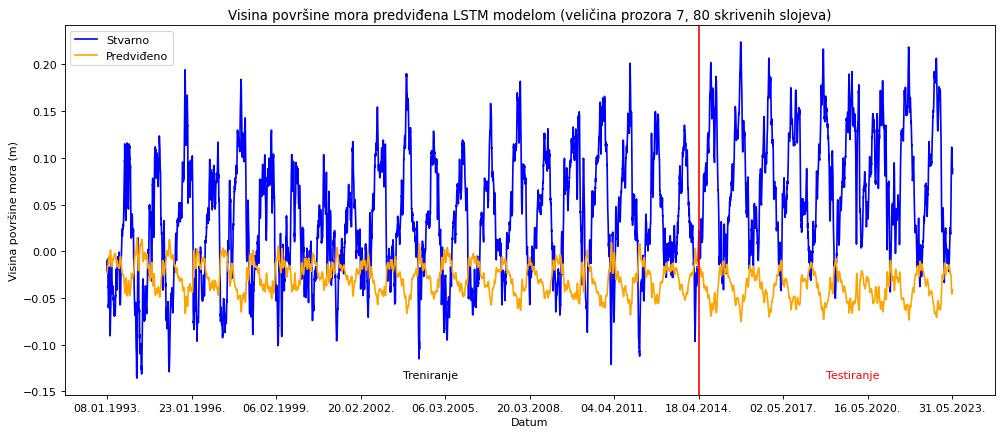 Visina površine mora predviđena LSTM modelom (veličina prozora 7, 80 skrivenih slojeva)
Stvarno
Predviđeno
Visina površine mora (m)
0.20
0.15
0.10
0.05
0.00
−0.05
−0.10
−0.15
Treniranje
Testiranje
08.01.1993.
23.01.1996.
06.02.1999.
20.02.2002.
06.03.2005.
20.03.2008.
04.04.2011.
18.04.2014.
02.05.2017.
16.05.2020.
31.05.2023.
Datum